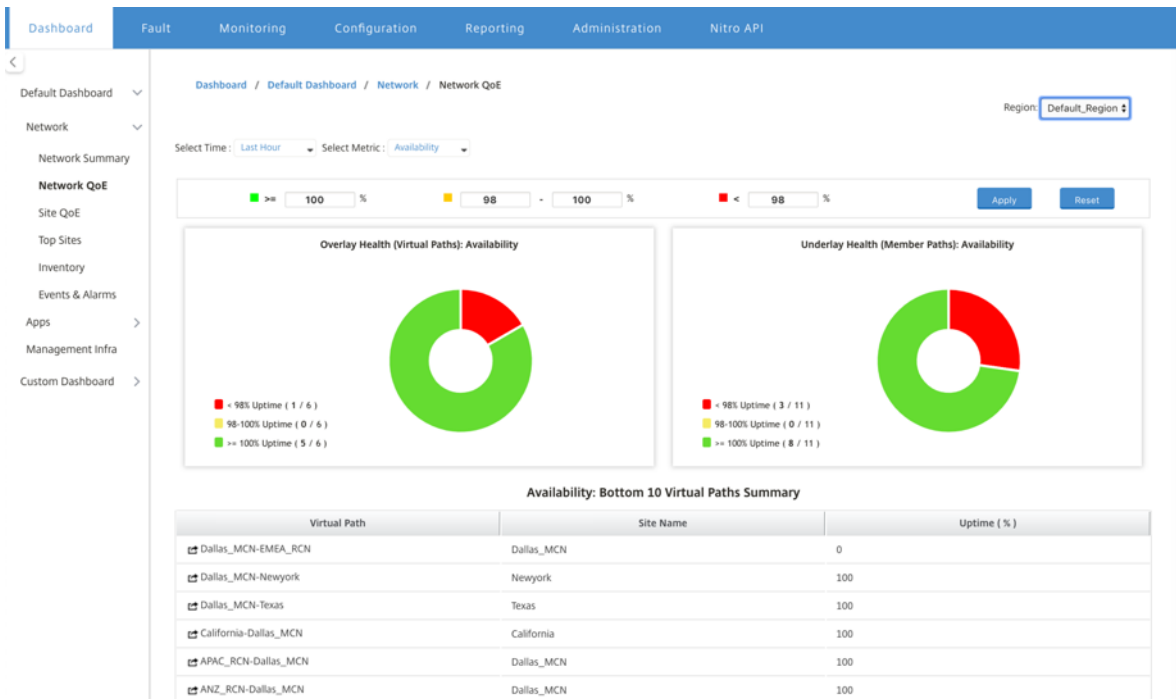 Dashboard Fault Monitoring Configuration Reporting Administration Nitro API
Dashboard / Default Dashboard / Network / Network QoE
Region: Default_Region
Default Dashboard
Network
Network Summary
Network QoE
Site QoE
Top Sites
Inventory
Events & Alarms
Apps
Management Infra
Custom Dashboard
Select Time : Last Hour Select Metric : Availability
>= 100 % 98 - 100 % < 98 % Apply Reset
Overlay Health (Virtual Paths): Availability
< 98% Uptime ( 1 / 6 )
98-100% Uptime ( 0 / 6 )
>= 100% Uptime ( 5 / 6 )
Underlay Health (Member Paths): Availability
< 98% Uptime ( 3 / 11 )
98-100% Uptime ( 0 / 11 )
>= 100% Uptime ( 8 / 11 )
Availability: Bottom 10 Virtual Paths Summary
Virtual Path Site Name Uptime ( % )
Dallas_MCN-EMEA_RCN Dallas_MCN 0
Dallas_MCN-Newyork Newyork 100
Dallas_MCN-Texas Texas 100
California-Dallas_MCN California 100
APAC_RCN-Dallas_MCN Dallas_MCN 100
ANZ_RCN-Dallas_MCN Dallas_MCN 100